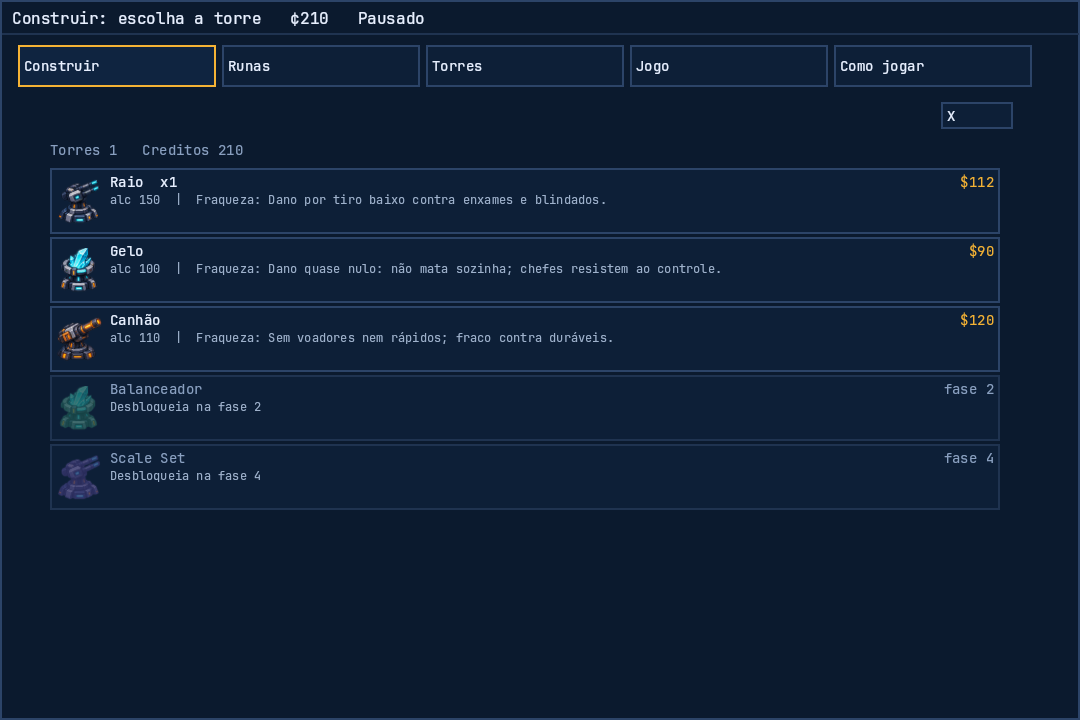 Construir: escolha a torre   $210   Pausado
Construir   Runas   Torres   Jogo   Como jogar
X
Torres 1   Creditos 210
Raio  x1   $112
alc 150  |  Fraqueza: Dano por tiro baixo contra enxames e blindados.
Gelo   $90
alc 100  |  Fraqueza: Dano quase nulo: não mata sozinha; chefes resistem ao controle.
Canhão   $120
alc 110  |  Fraqueza: Sem voadores nem rápidos; fraco contra duráveis.
Balanceador   fase 2
Desbloqueia na fase 2
Scale Set   fase 4
Desbloqueia na fase 4